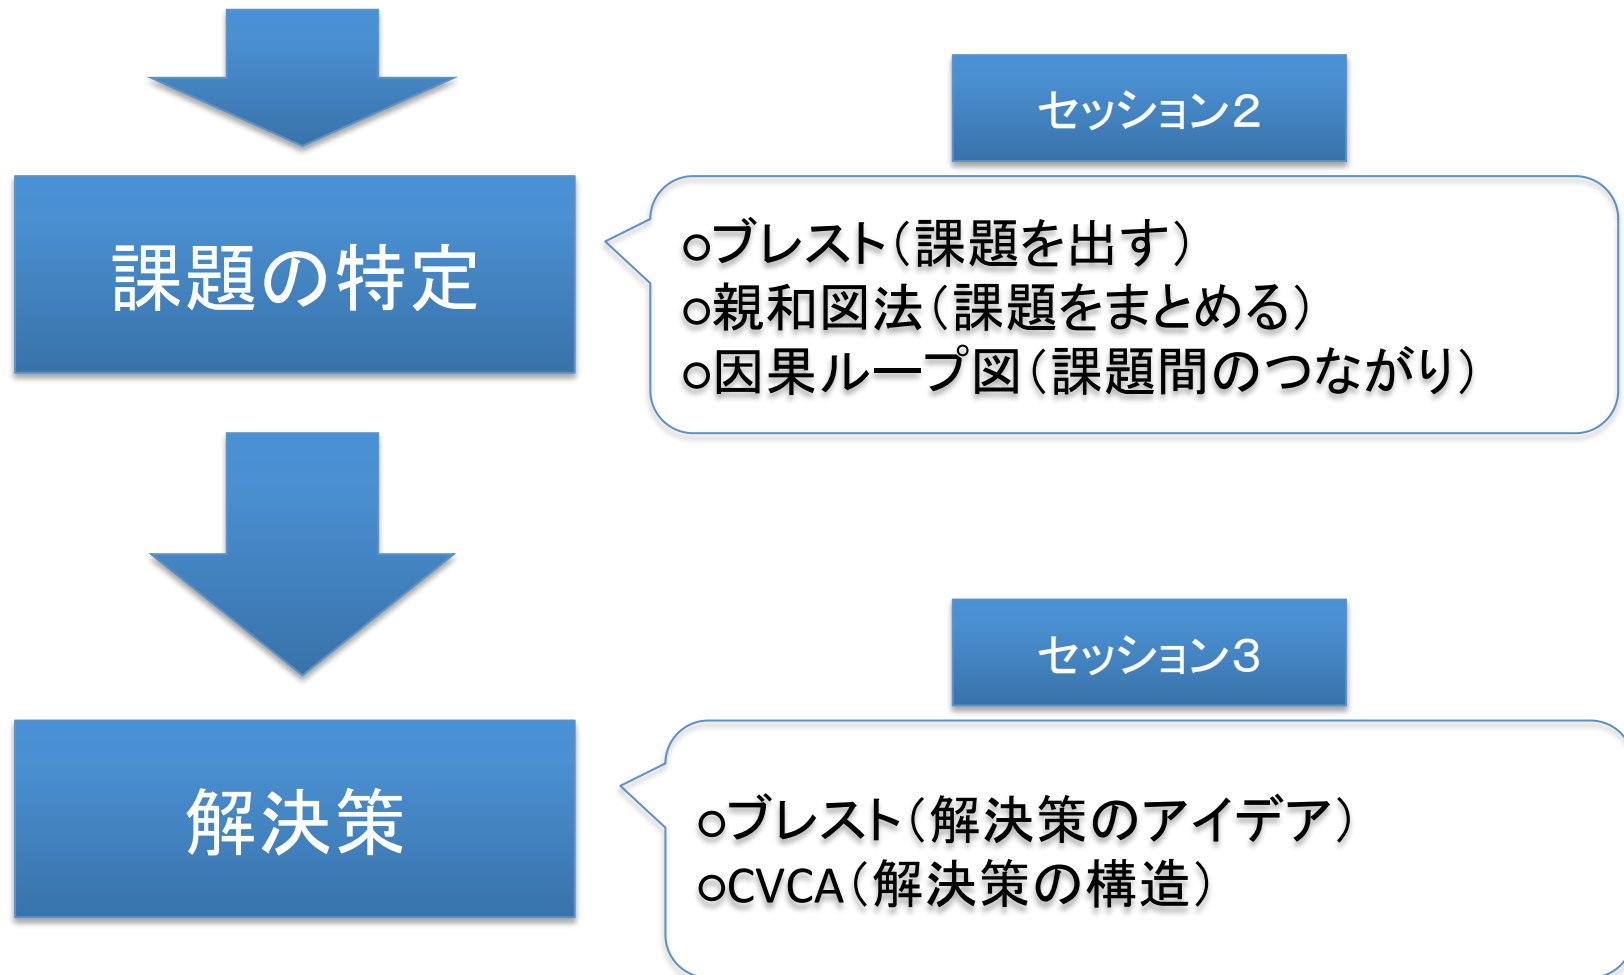 セッション２
課題の特定
○ブレスト（課題を出す）
○親和図法（課題をまとめる）
○因果ループ図（課題間のつながり）
セッション３
解決策
○ブレスト（解決策のアイデア）
○CVCA（解決策の構造）